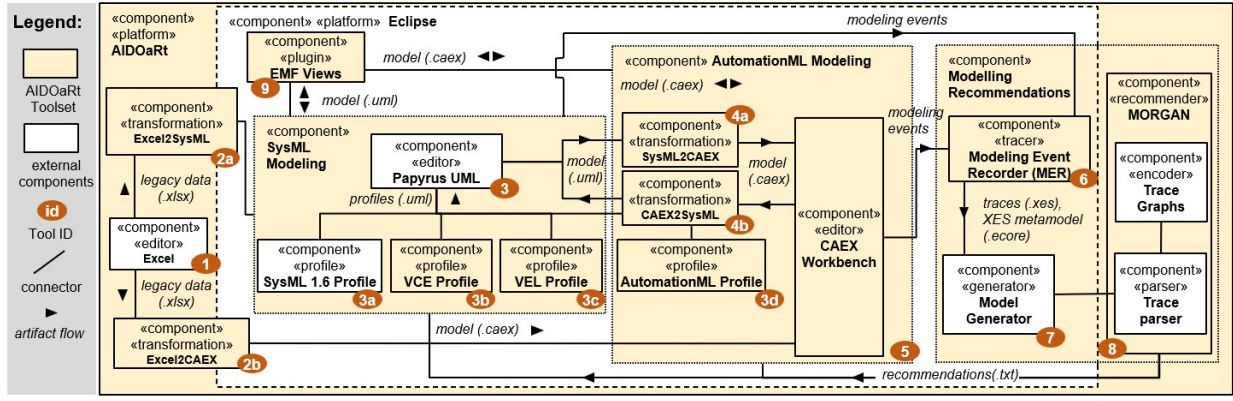 Legend:
AIDOaRt
Toolset
external
components
id
Tool ID
connector
artifact flow
«component»
«platform»
AIDOaRt
«component»
«transformation»
Excel2SysML
2a
legacy data
(.xlsx)
«component»
«editor»
Excel
1
legacy data
(.xlsx)
«component»
«transformation»
Excel2CAEX
2b
«component» «platform» Eclipse
«component»
«plugin»
EMF Views
9
model (.caex)
model (.uml)
modeling events
«component»
SysML
Modeling
«component»
«editor»
Papyrus UML
3
profiles (.uml)
«component»
«profile»
SysML 1.6 Profile
3a
«component»
«profile»
VCE Profile
3b
«component»
«profile»
VEL Profile
3c
model
(.uml)
model (.caex)
«component» AutomationML Modeling
model (.caex)
4a
«component»
«transformation»
SysML2CAEX
«component»
«transformation»
CAEX2SysML
4b
«component»
«profile»
AutomationML Profile
3d
model
(.caex)
«component»
«editor»
CAEX
Workbench
5
modeling
events
«component»
Modelling
Recommendations
«component»
«tracer»
Modeling Event
Recorder (MER)
6
traces (.xes),
XES metamodel
(.ecore)
«component»
«generator»
Model
Generator
7
«component»
«recommender»
MORGAN
«component»
«encoder»
Trace
Graphs
«component»
«parser»
Trace
parser
8
recommendations(.txt)